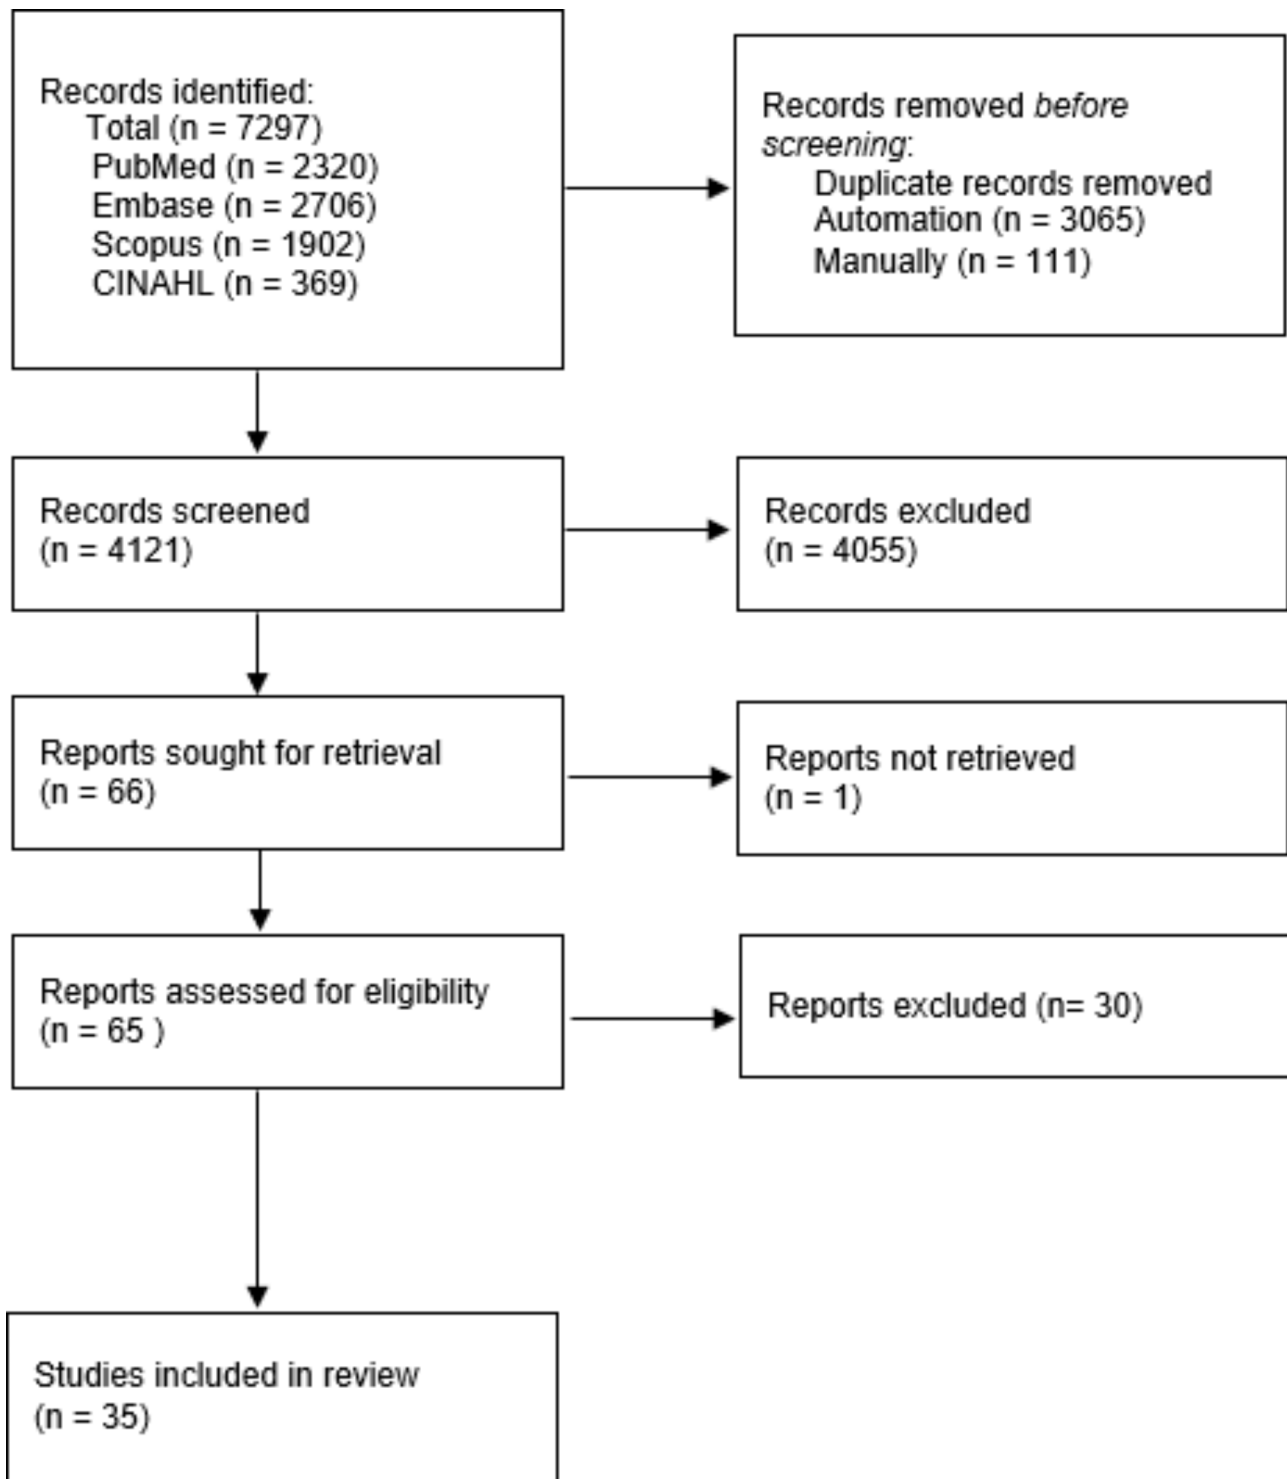 Records identified:
Total (n = 7297)
PubMed (n = 2320)
Embase (n = 2706)
Scopus (n = 1902)
CINAHL (n = 369)
Records removed before
screening:
Duplicate records removed
Automation (n = 3065)
Manually (n = 111)
Records screened
(n = 4121)
Records excluded
(n = 4055)
Reports sought for retrieval
(n = 66)
Reports not retrieved
(n = 1)
Reports assessed for eligibility
(n = 65 )
Reports excluded (n= 30)
Studies included in review
(n = 35)